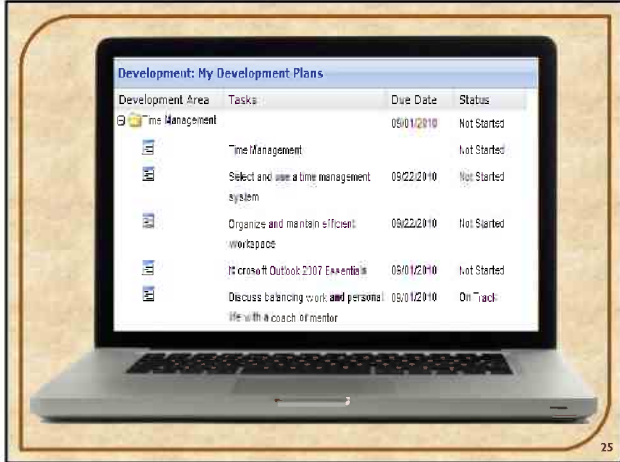 Development: My Development Plans
Development Area Tasks Due Date Status
Time Management 09/01/2010 Not Started
Time Management Not Started
Select and use a time management 09/22/2010 Not Started
system
Organize and mantain efficient 09/22/2010 Not Started
workspace
Microsoft Outlook 2007 Essentials 09/01/2010 Not Started
Discuss balancing work and personal 09/01/2010 On Track
life with a coach or mentor
25